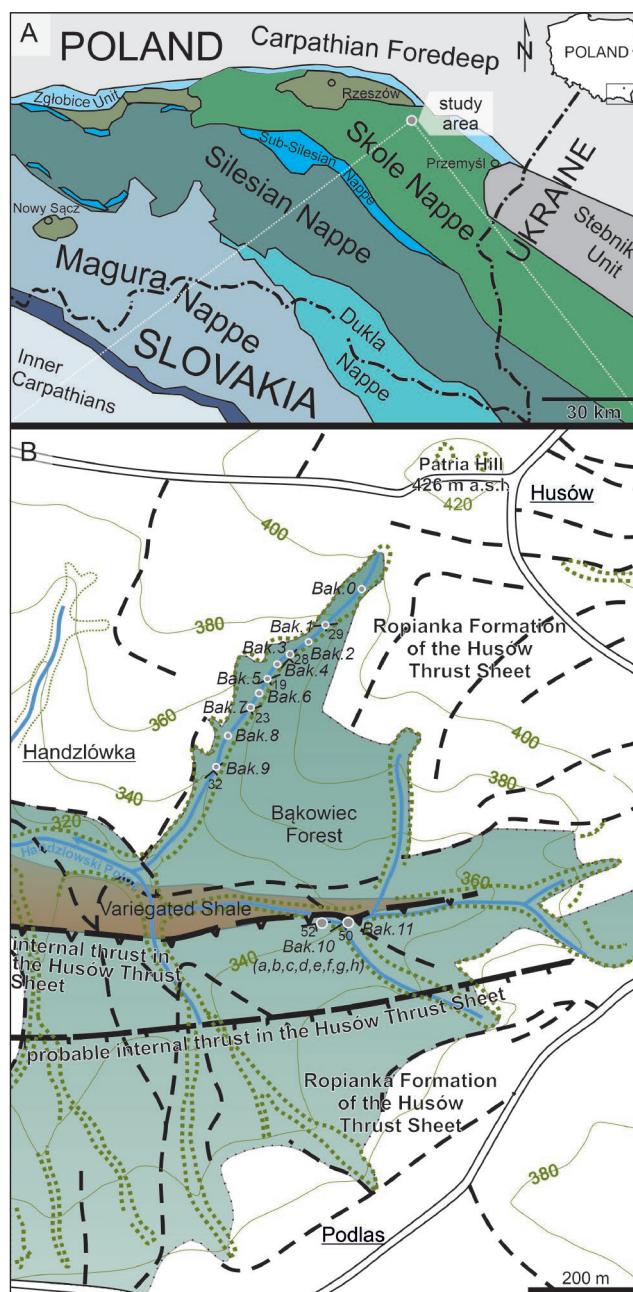 A
POLAND
Carpathian Foredeep
N
POLAND
Zgłobice Unit
Rzeszów
study
area
Sub-Silesian
Nappe
Skole Nappe
Przemyśl
UKRAINE
Silesian Nappe
Stebnik
Unit
Nowy Sącz
Magura
Nappe
Dukla
Nappe
SLOVAKIA
Inner
Carpathians
30 km
B
Patria Hill
426 m a.s.l.
420
Husów
400
Bak.0
380
Bak.1
29
Ropianka Formation
of the Husów
Thrust Sheet
Bak.2
Bak.3
28
Bak.4
Bak.5
19
Bak.6
360
Bak.7
23
Bak.8
400
Handzlówka
Bak.9
32
380
340
Bąkowiec
Forest
320
Handzlowski Potok
360
Variegated Shale
52
50
Bak.11
Bak.10
(a,b,c,d,e,f,g,h)
340
internal thrust in
the Husów Thrust
Sheet
probable internal thrust in the Husów Thrust Sheet
Ropianka Formation
of the Husów
Thrust Sheet
380
Podlas
200 m